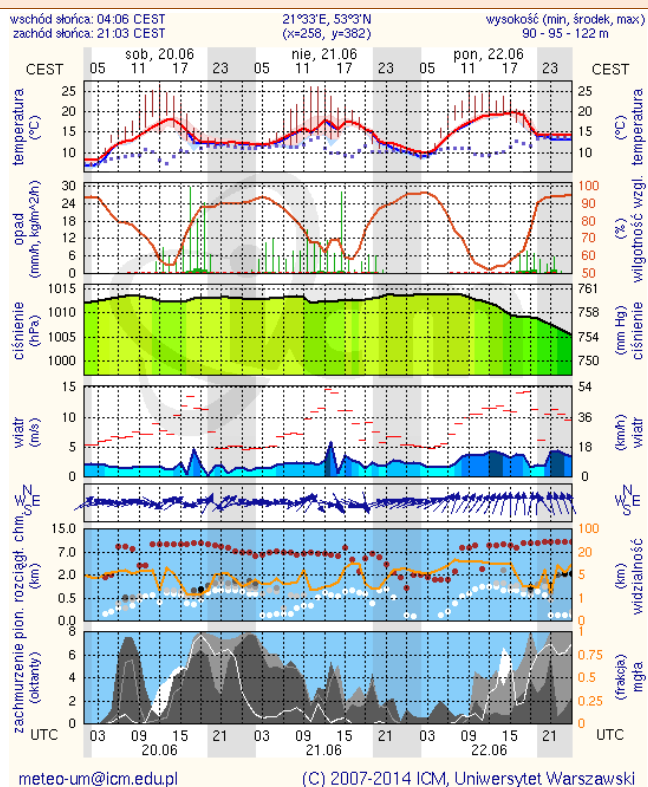 wschód słońca: 04:06 CEST 21°33'E, 53°3'N wysokość (min, środek, max)
zachód słońca: 21:03 CEST (x=258, y=382) 90 - 95 - 122 m
sob, 20.06 nie, 21.06 pon, 22.06
CEST 05 11 17 23 05 11 17 23 05 11 17 23 CEST
temperatura
(°C)
25
20
15
10
25
20
15
10
(°C)
temperatura
opad
(mm/h, kg/m^2/h)
30
24
18
12
6
0
100
90
80
70
60
50
(%)
wilgotność wzgl.
ciśnienie
(hPa)
1015
1010
1005
1000
761
758
754
750
(mm Hg)
ciśnienie
wiatr
(m/s)
15
10
5
0
54
36
18
0
(km/h)
wiatr
N
W E
S
N
W E
S
zachmurzenie pion. rozciągł. chm.
(km)
15.0
7.0
2.0
0.5
0.0
100
20
5
1
0
(km)
widzialność
(oktanty)
8
6
4
2
0
1
0.75
0.5
0.25
0
(frakcja)
mgła
UTC 03 09 15 21 03 09 15 21 03 09 15 21 UTC
20.06 21.06 22.06
meteo-um@icm.edu.pl (C) 2007-2014 ICM, Uniwersytet Warszawski